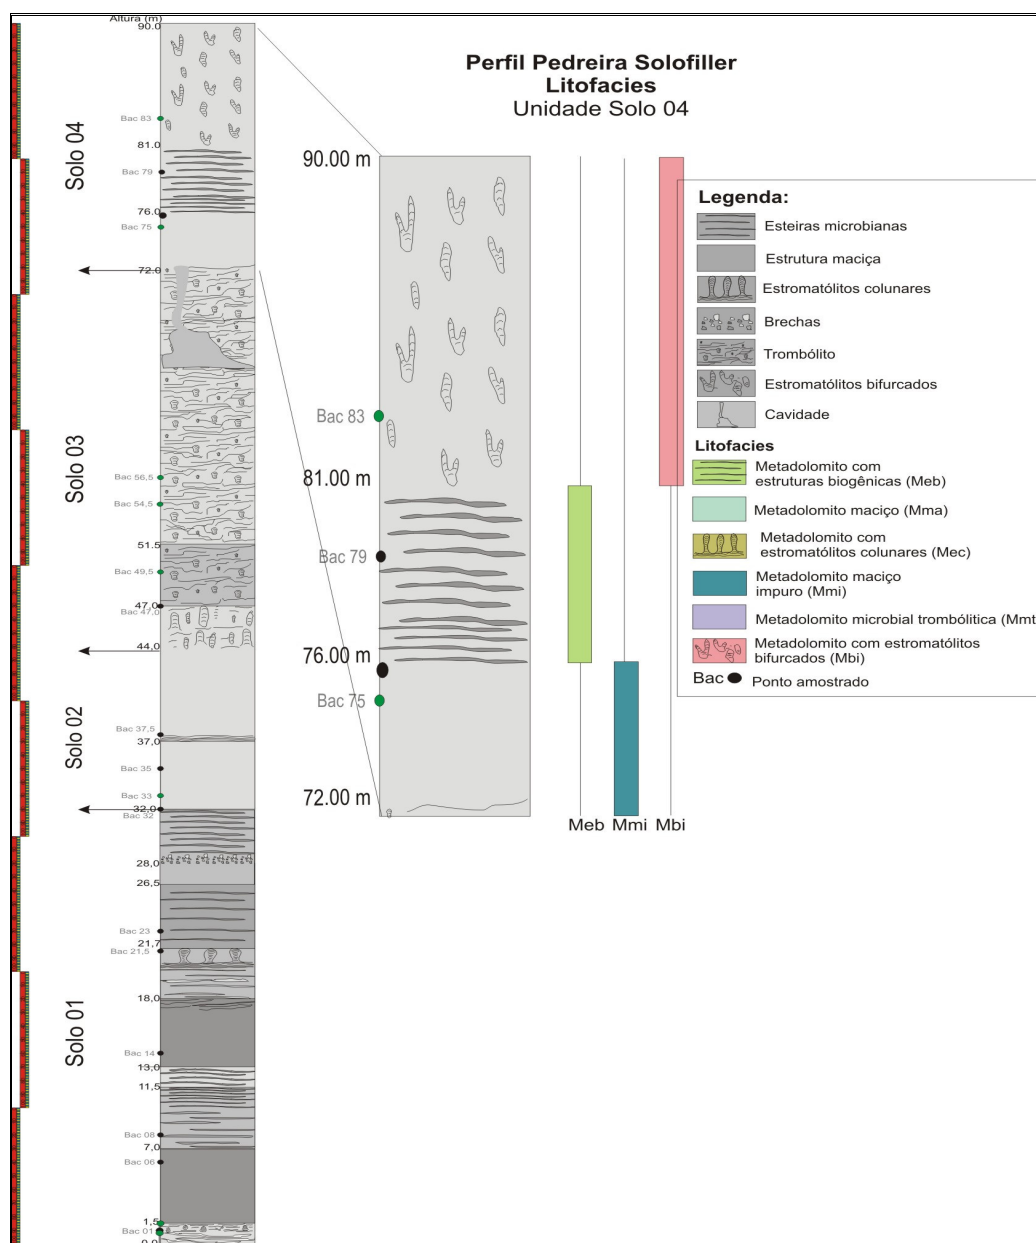 Altura (m)
90,0
Bac 83
81,0
Bac 79
76,0
Bac 75
72,0
Bac 56,5
Bac 54,5
51,5
Bac 49,5
47,0
Bac 47,0
44,0
Bac 37,5
37,0
Bac 35
Bac 33
32,0
Bac 32
28,0
26,5
Bac 23
21,7
Bac 21,5
18,0
Bac 14
13,0
11,5
Bac 08
7,0
Bac 06
1,5
Bac 01
0,0
Solo 04
Solo 03
Solo 02
Solo 01
Perfil Pedreira Solofiller
Litofacies
Unidade Solo 04
90.00 m
Bac 83
81.00 m
Bac 79
76.00 m
Bac 75
72.00 m
Meb Mmi Mbi
Legenda:
Esteiras microbianas
Estrutura maciça
Estromatólitos colunares
Brechas
Trombólito
Estromatólitos bifurcados
Cavidade
Litofacies
Metadolomito com
estruturas biogênicas (Meb)
Metadolomito maciço (Mma)
Metadolomito com
estromatólitos colunares (Mec)
Metadolomito maciço
impuro (Mmi)
Metadolomito microbial trombólitica (Mmt
Metadolomito com estromatólitos
bifurcados (Mbi)
Bac Ponto amostrado